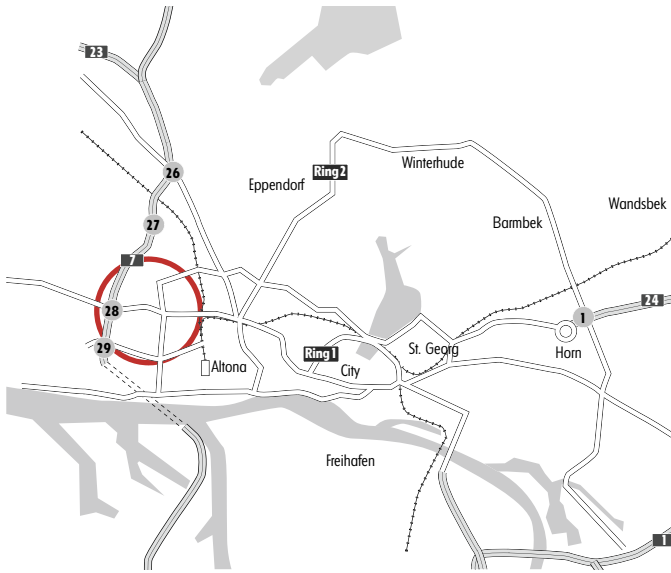 23
26
Ring2
Winterhude
Eppendorf
Wandsbek
27
Barmbek
7
24
28
1
29
Ring1
St. Georg
Horn
Altona
City
Freihafen
1